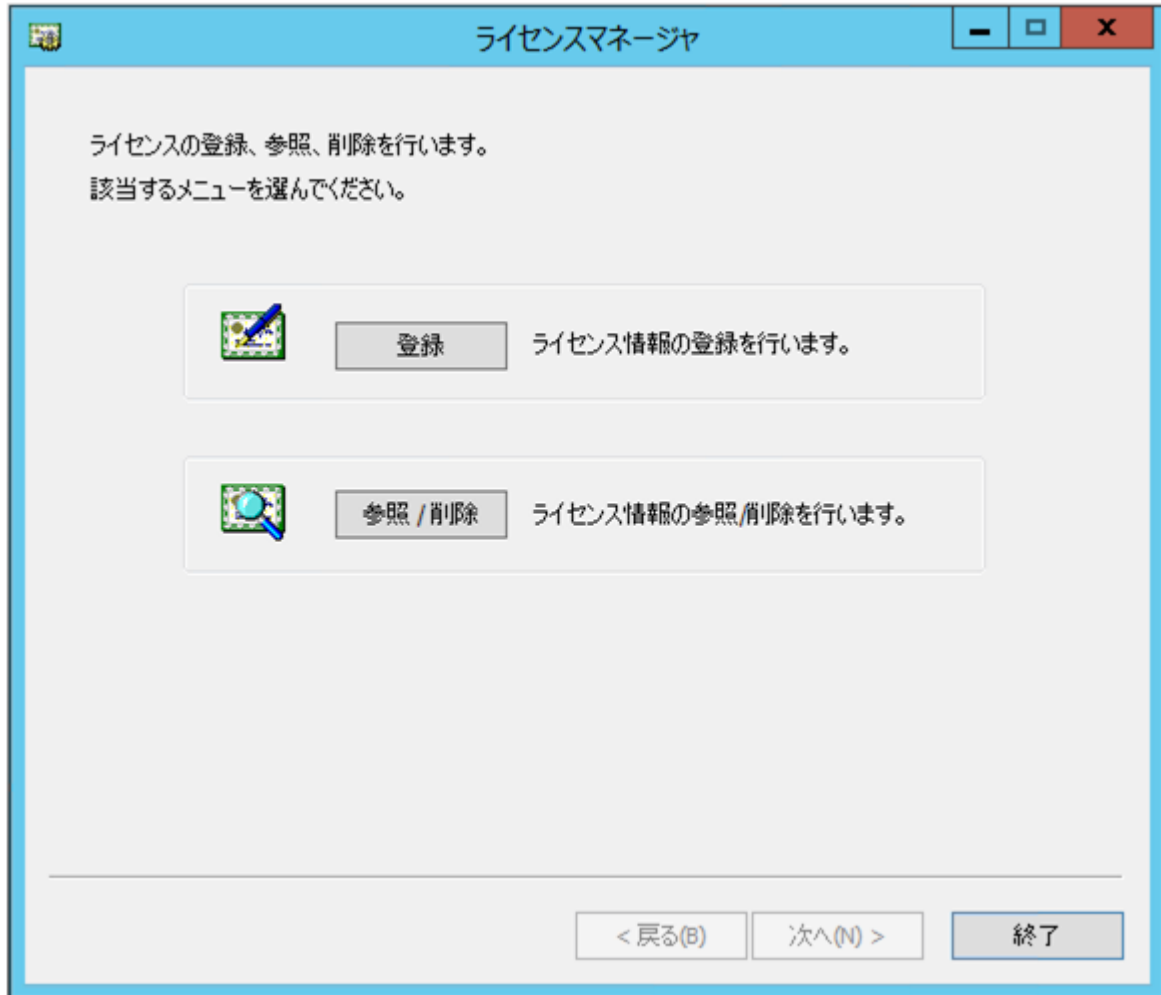 ライセンスマネージャ
ライセンスの登録、参照、削除を行います。
該当するメニューを選んでください。
登録 ライセンス情報の登録を行います。
参照 / 削除 ライセンス情報の参照/削除を行います。
< 戻る(B) 次へ(N) > 終了